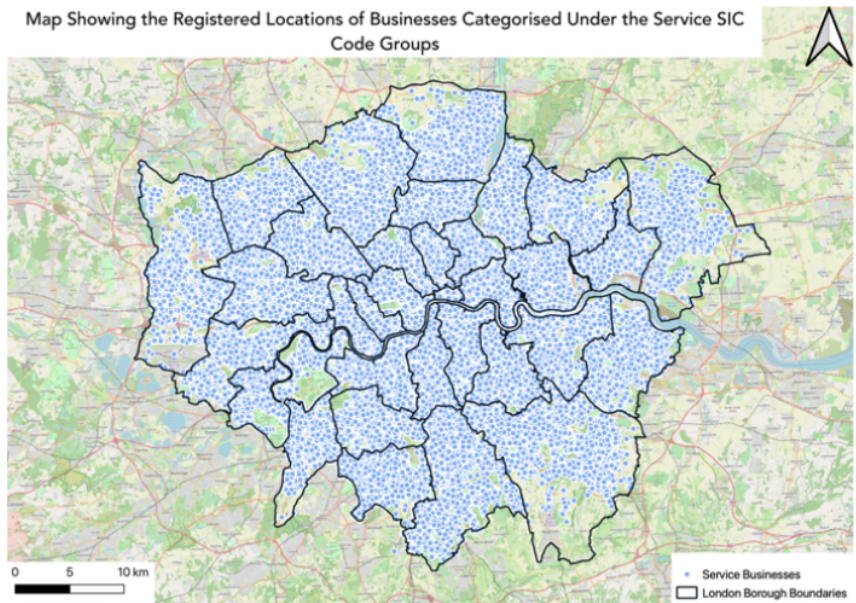 Map Showing the Registered Locations of Businesses Categorised Under the Service SIC
Code Groups
0 5 10 km
Service Businesses
London Borough Boundaries